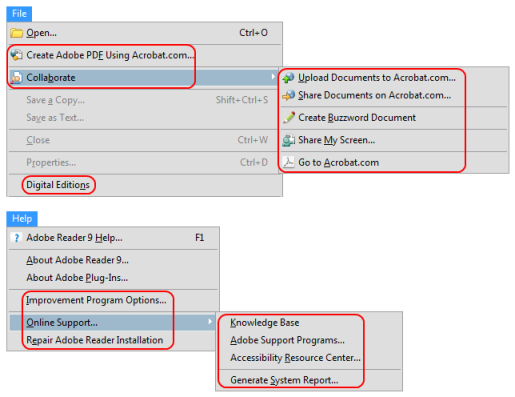 File
Open... Ctrl+O
Create Adobe PDF Using Acrobat.com...
Collaborate
Upload Documents to Acrobat.com...
Share Documents on Acrobat.com...
Create Buzzword Document
Share My Screen...
Go to Acrobat.com
Save a Copy... Shift+Ctrl+S
Save as Text...
Close Ctrl+W
Properties... Ctrl+D
Digital Editions
Help
Adobe Reader 9 Help... F1
About Adobe Reader 9...
About Adobe Plug-Ins...
Improvement Program Options...
Online Support...
Knowledge Base
Adobe Support Programs...
Accessibility Resource Center...
Generate System Report...
Repair Adobe Reader Installation